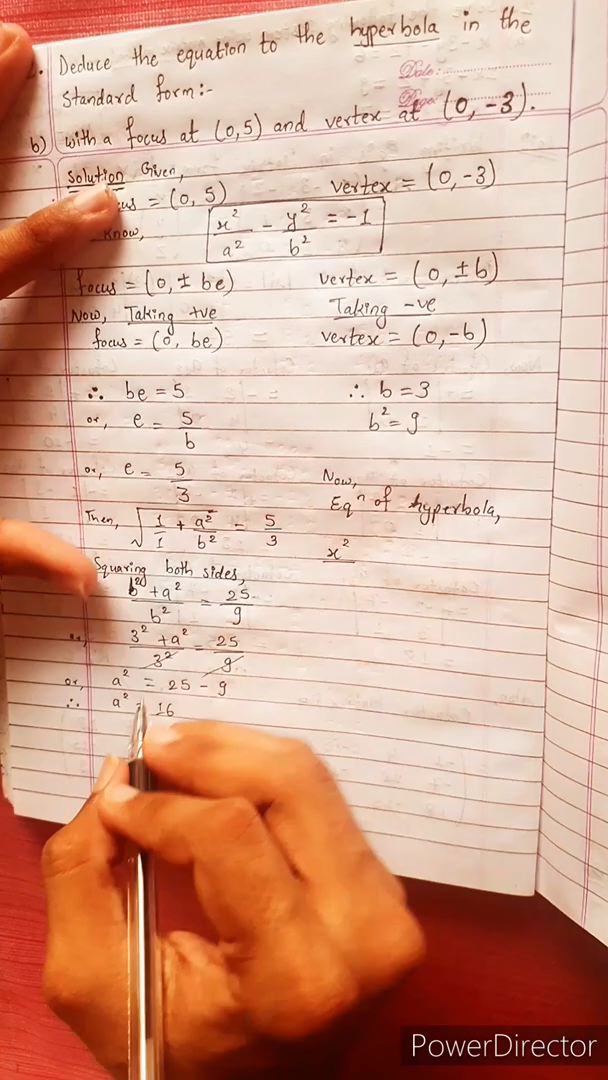 1. Deduce the equation to the hyperbola in the
Date:
standard form:-
Page:
b) with a focus at (0,5) and vertex at (0, -3).
Solution Given,
cus = (0, 5) vertex = (0, -3)
know, x²/a² - y²/b² = -1
focus = (0, ± be) vertex = (0, ±b)
Now, Taking +ve Taking -ve
focus = (0, be) vertex = (0, -b)
∴ be = 5 ∴ b = 3
or, e = 5/b b² = 9
or, e = 5/3 Now,
Eqⁿ of hyperbola,
Then, √(1/1 + a²/b²) = 5/3 x²
Squaring both sides,
b² + a²/b² = 25/9
3² + a²/3² = 25/9
or, a² = 25 - 9
∴ a² = 16
PowerDirector